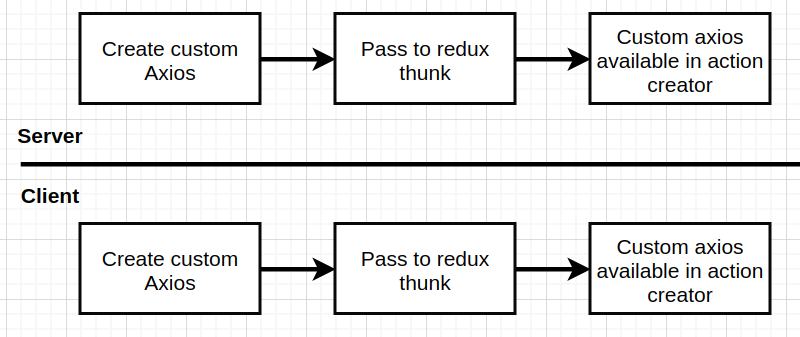 Create custom
Axios
Pass to redux
thunk
Custom axios
available in action
creator
Server
Client
Create custom
Axios
Pass to redux
thunk
Custom axios
available in action
creator